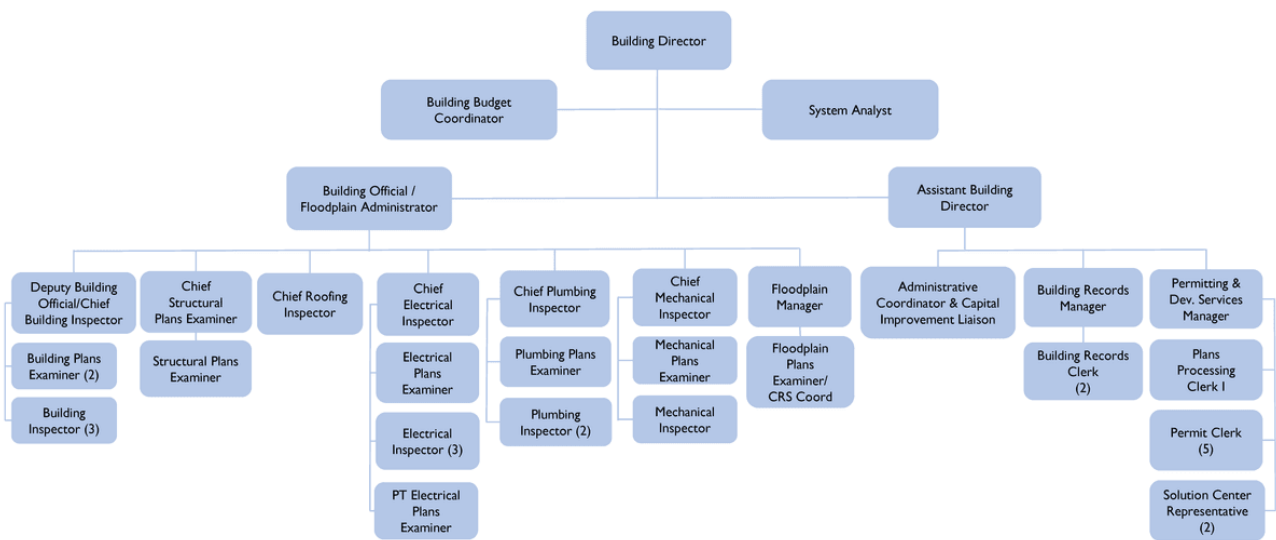 Building Director
Building Budget
Coordinator
System Analyst
Building Official /
Floodplain Administrator
Assistant Building
Director
Deputy Building
Official/Chief
Building Inspector
Building Plans
Examiner (2)
Building
Inspector (3)
Chief
Structural
Plans Examiner
Structural Plans
Examiner
Chief Roofing
Inspector
Chief
Electrical
Inspector
Electrical
Plans
Examiner
Electrical
Inspector (3)
PT Electrical
Plans
Examiner
Chief Plumbing
Inspector
Plumbing Plans
Examiner
Plumbing
Inspector (2)
Chief
Mechanical
Inspector
Mechanical
Plans
Examiner
Mechanical
Inspector
Floodplain
Manager
Floodplain
Plans
Examiner/
CRS Coord
Administrative
Coordinator & Capital
Improvement Liaison
Building Records
Manager
Building Records
Clerk
(2)
Permitting &
Dev. Services
Manager
Plans
Processing
Clerk I
Permit Clerk
(5)
Solution Center
Representative
(2)